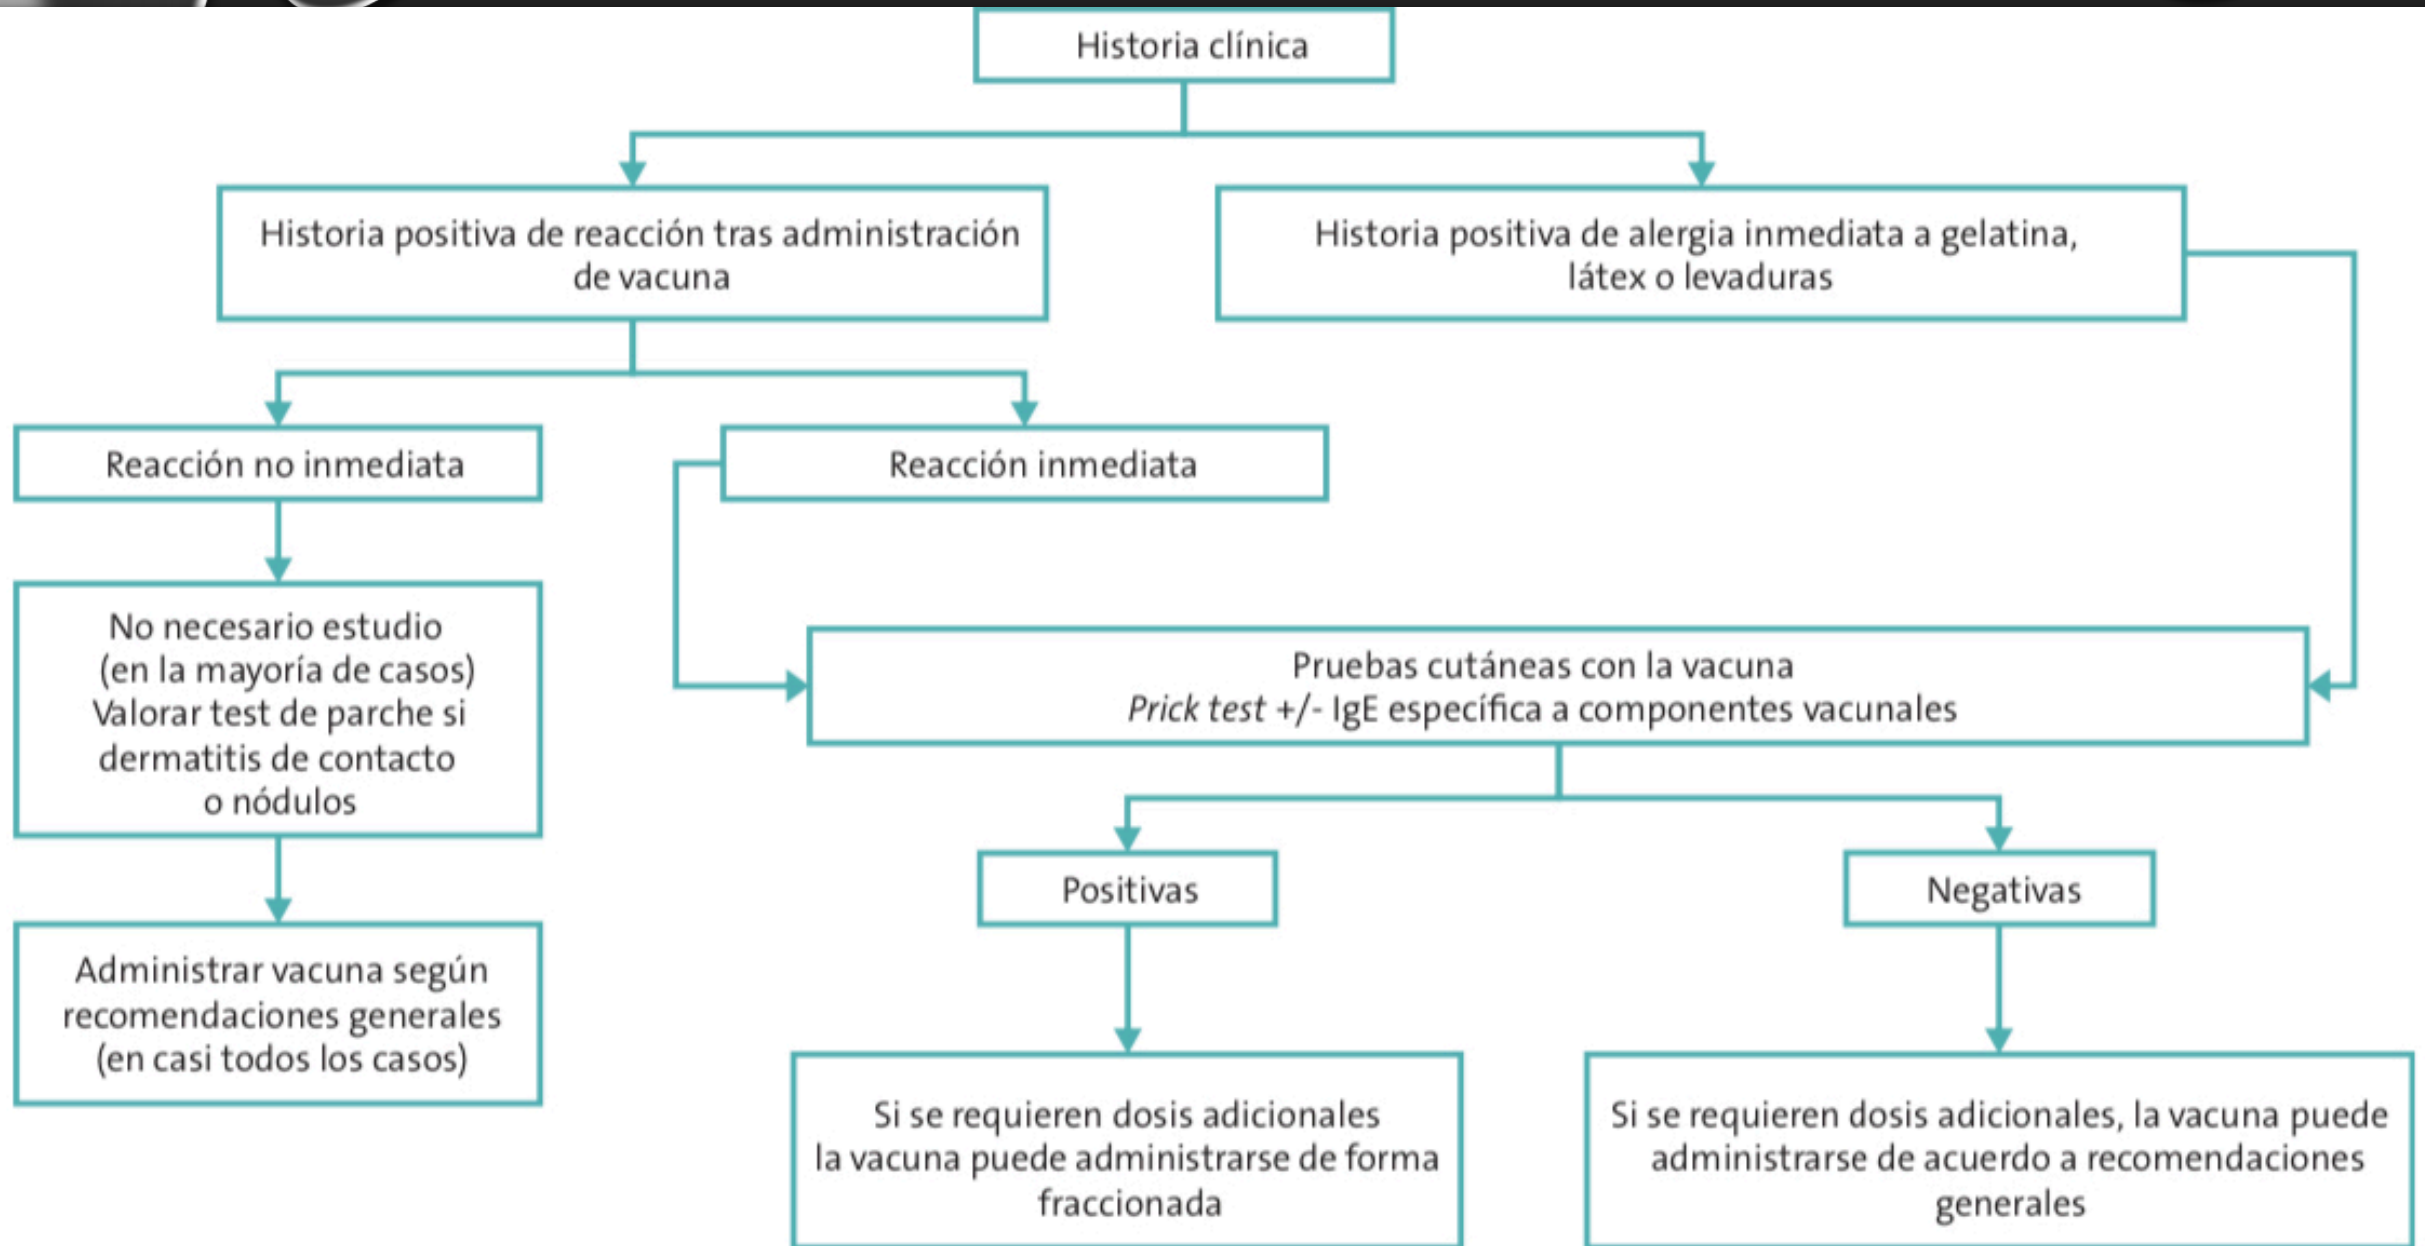 Historia clínica
Historia positiva de reacción tras administración
de vacuna
Historia positiva de alergia inmediata a gelatina,
látex o levaduras
Reacción no inmediata
Reacción inmediata
No necesario estudio
(en la mayoría de casos)
Valorar test de parche si
dermatitis de contacto
o nódulos
Pruebas cutáneas con la vacuna
Prick test +/- IgE específica a componentes vacunales
Positivas
Negativas
Administrar vacuna según
recomendaciones generales
(en casi todos los casos)
Si se requieren dosis adicionales
la vacuna puede administrarse de forma
fraccionada
Si se requieren dosis adicionales, la vacuna puede
administrarse de acuerdo a recomendaciones
generales